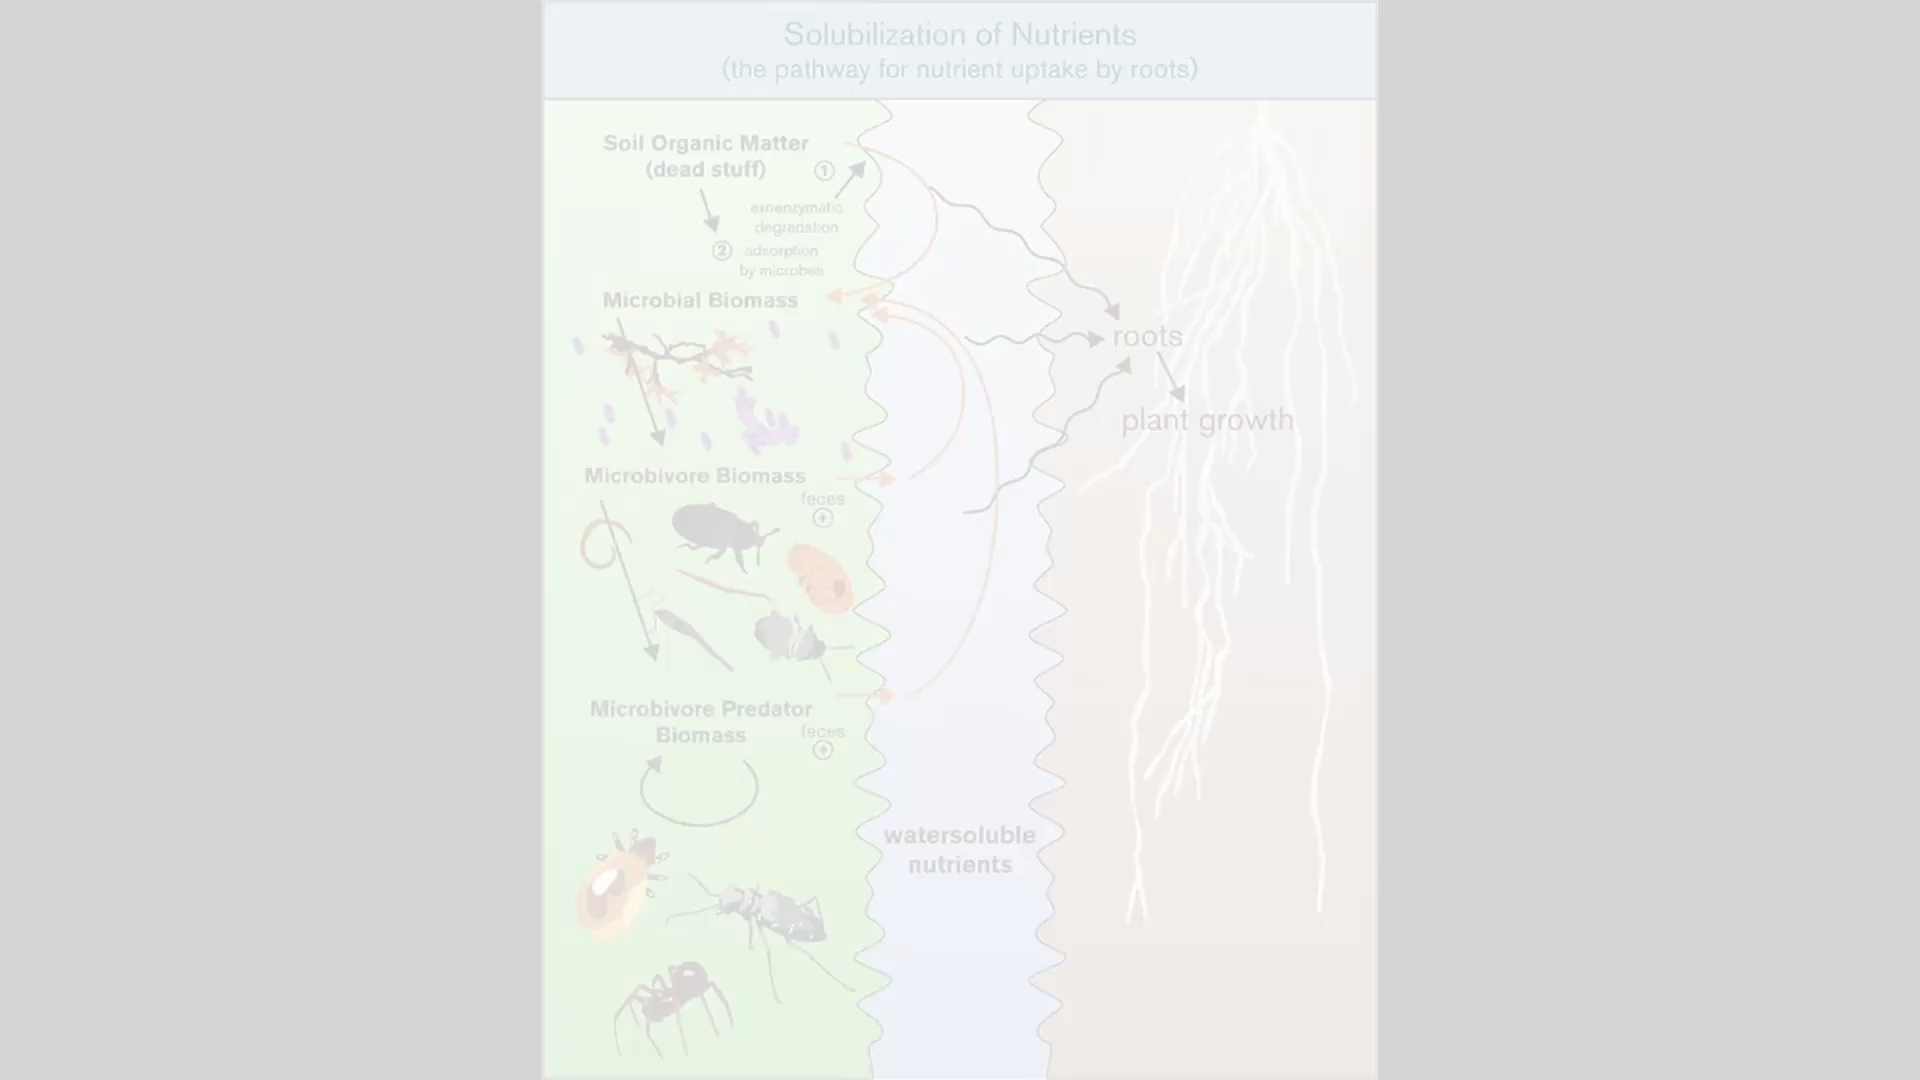 Solubilization of Nutrients
(the pathway for nutrient uptake by roots)
Soil Organic Matter
(dead stuff)
1
exoenzymatic
degradation
2 adsorption
by microbes
Microbial Biomass
roots
plant growth
Microbivore Biomass
feces
+
Microbivore Predator
Biomass
feces
+
watersoluble
nutrients